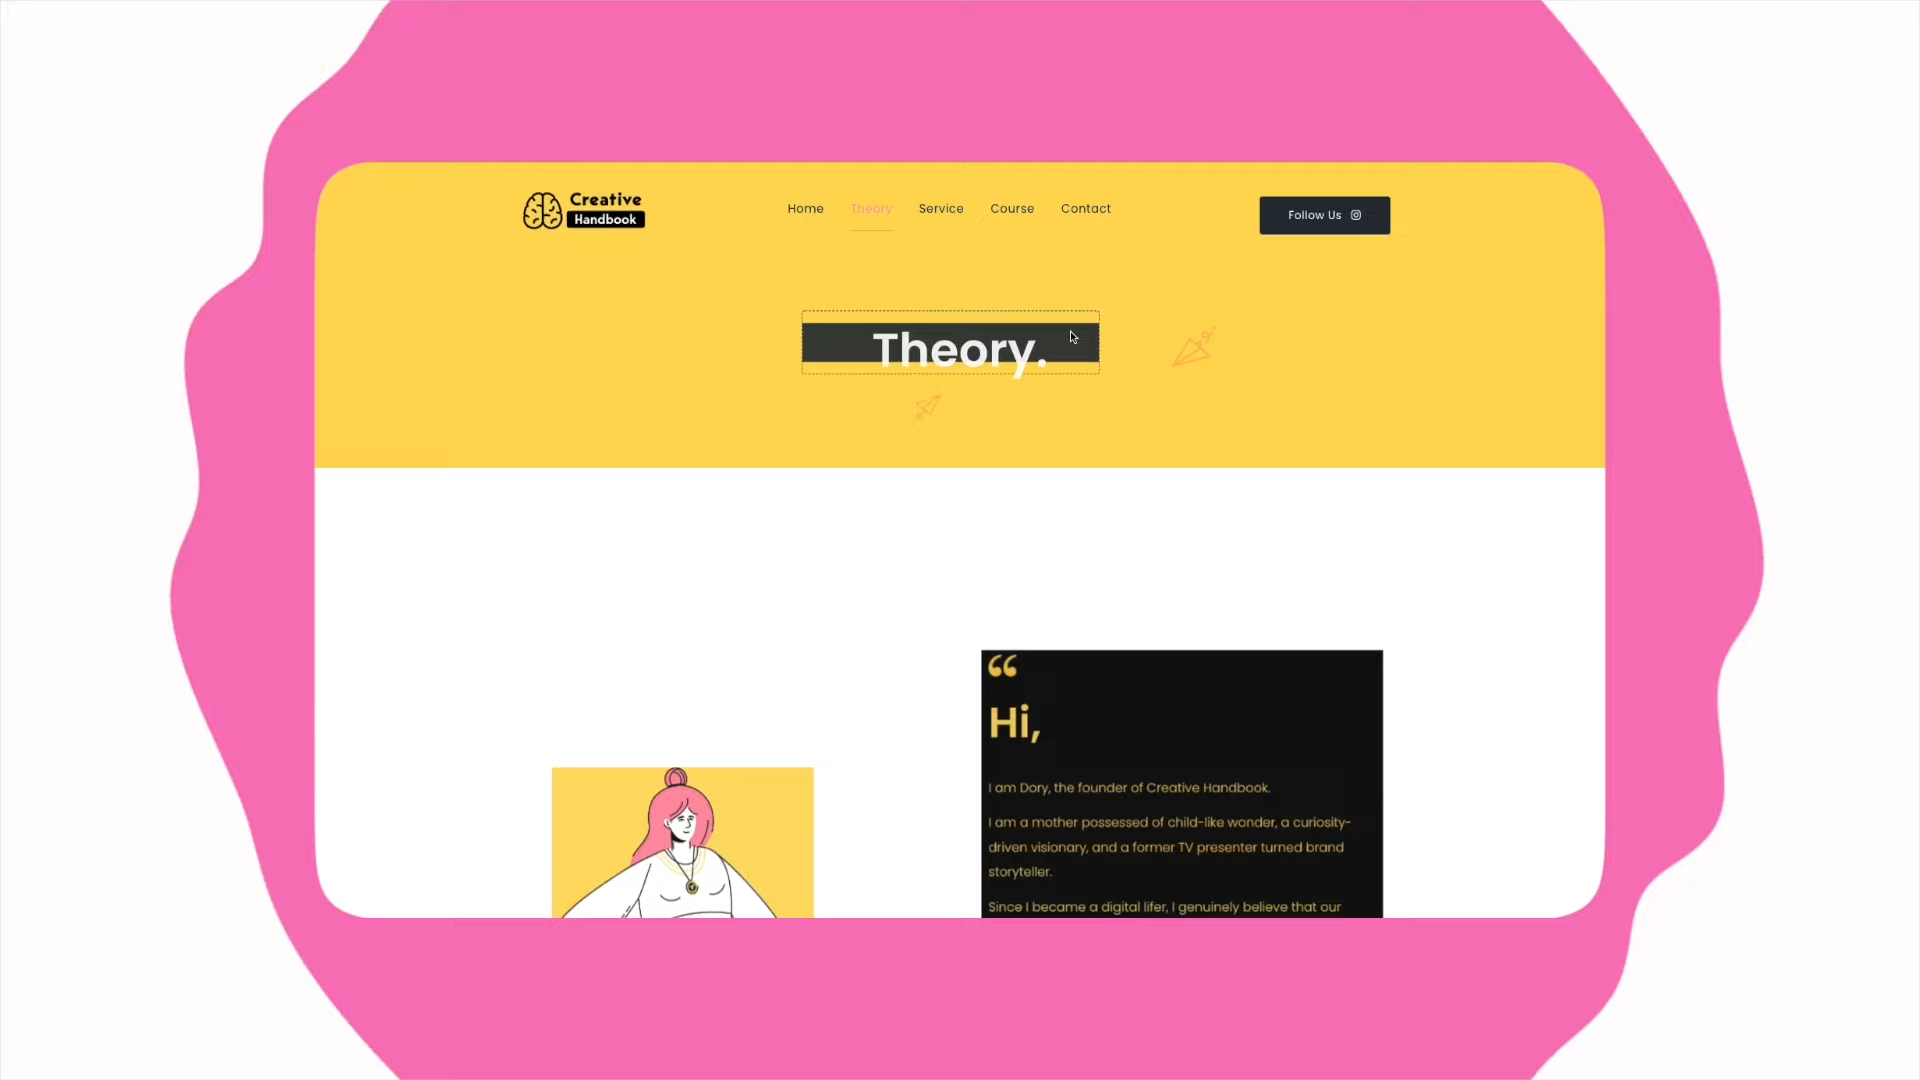 Creative
Handbook
Home Theory Service Course Contact
Follow Us
Theory.
“
Hi,
I am Dory, the founder of Creative Handbook.
I am a mother possessed of child-like wonder, a curiosity-
driven visionary, and a former TV presenter turned brand
storyteller.
Since I became a digital lifer, I genuinely believe that our